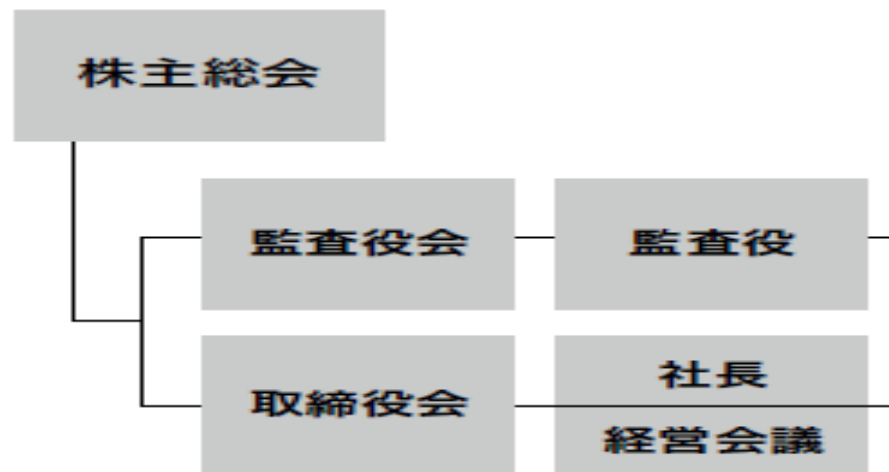 株主総会
監査役会
監査役
取締役会
社長
経営会議